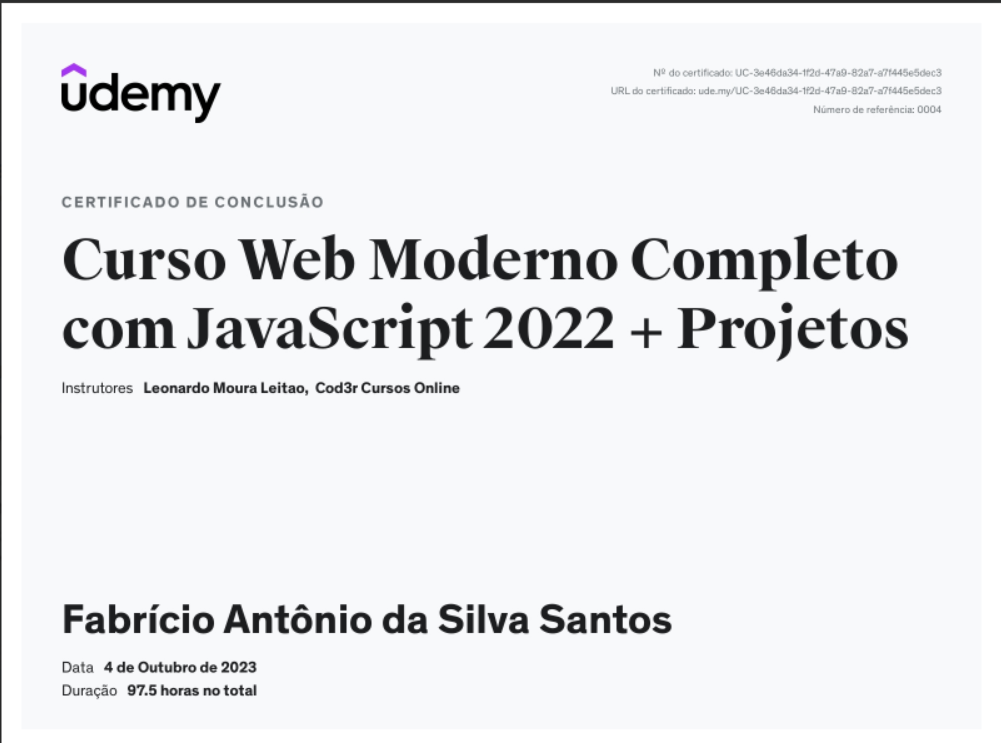 ûdemy
Nº do certificado: UC-3e46da34-1f2d-47a9-82a7-a7f445e5dec3
URL do certificado: ude.my/UC-3e46da34-1f2d-47a9-82a7-a7f445e5dec3
Número de referência: 0004
CERTIFICADO DE CONCLUSÃO
Curso Web Moderno Completo
com JavaScript 2022 + Projetos
Instrutores Leonardo Moura Leitao, Cod3r Cursos Online
Fabrício Antônio da Silva Santos
Data 4 de Outubro de 2023
Duração 97.5 horas no total